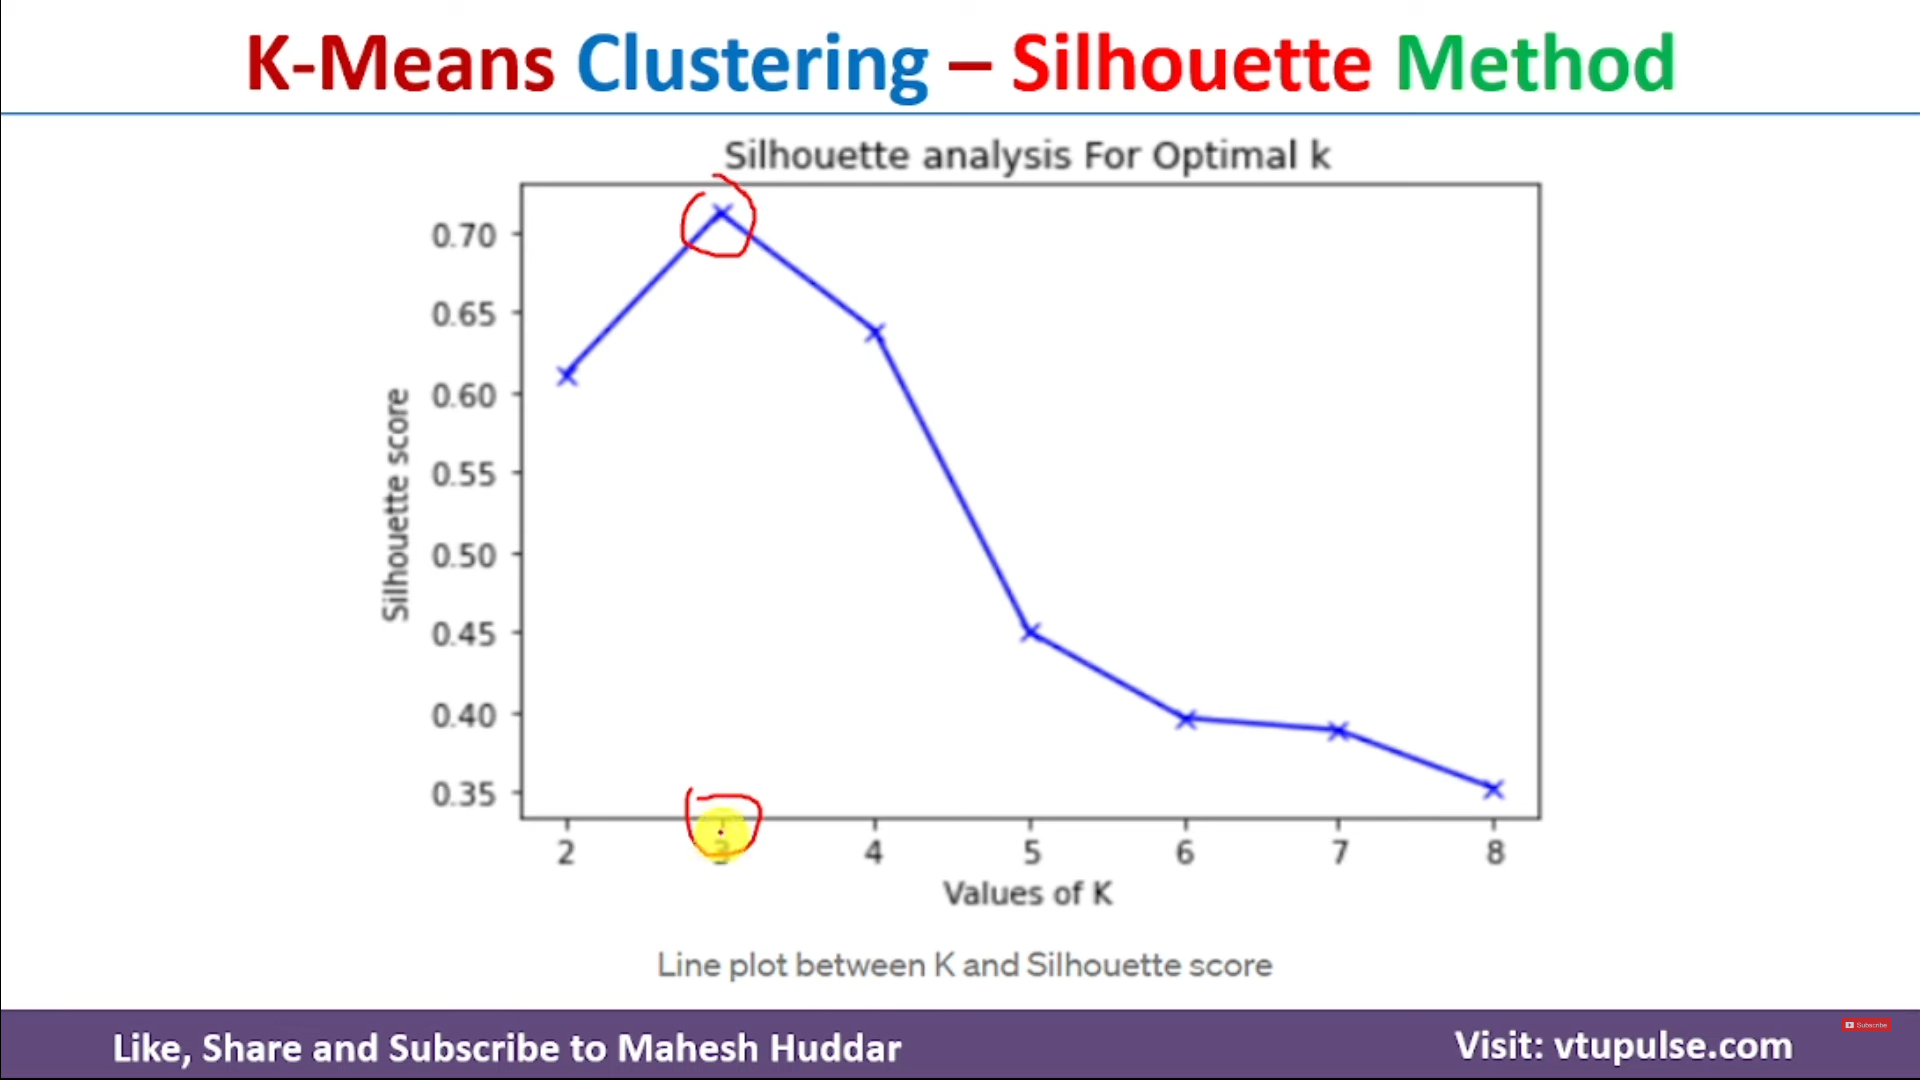 K-Means Clustering – Silhouette Method
Silhouette analysis For Optimal k
Silhouette score
0.70
0.65
0.60
0.55
0.50
0.45
0.40
0.35
2 3 4 5 6 7 8
Values of K
Line plot between K and Silhouette score
Subscribe
Like, Share and Subscribe to Mahesh Huddar
Visit: vtupulse.com